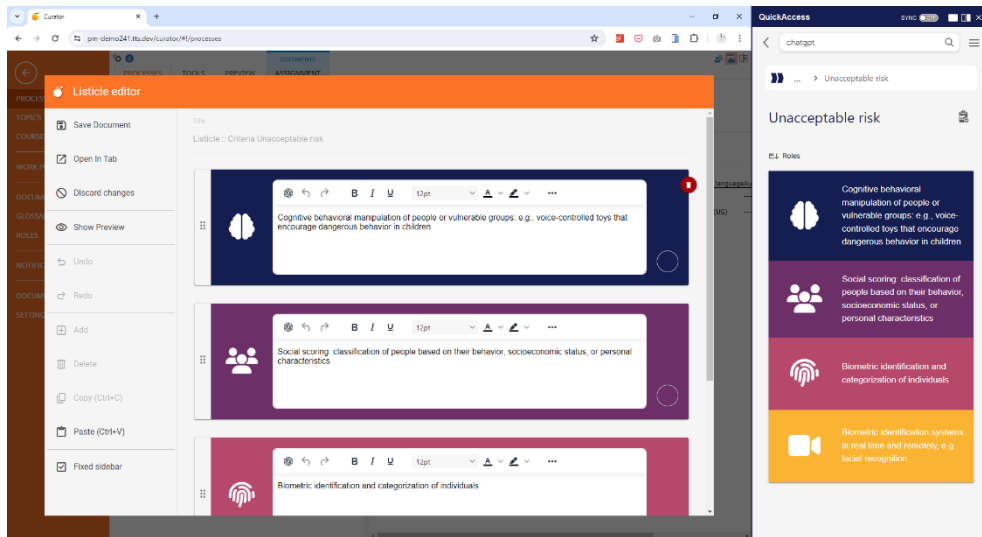 Curator
pm-demo241.tts.dev/curator/#!/processes
PROCESSES
TOOLS
PREVIEW
DOCUMENTS
ASSIGNMENT
TOPICS
Listicle editor
Save Document
Open In Tab
Discard changes
Show Preview
Undo
Redo
Add
Delete
Copy (Ctrl+C)
Paste (Ctrl+V)
Fixed sidebar
Title
Listicle :: Criteria Unacceptable risk
B I U 12pt A
Cognitive behavioral manipulation of people or vulnerable groups: e.g., voice-controlled toys that
encourage dangerous behavior in children
B I U 12pt A
Social scoring: classification of people based on their behavior, socioeconomic status, or personal
characteristics
B I U 12pt A
Biometric identification and categorization of individuals
QuickAccess
SYNC OFF
chatgpt
... > Unacceptable risk
Unacceptable risk
Roles
Cognitive behavioral
manipulation of people or
vulnerable groups: e.g., voice-
controlled toys that encourage
dangerous behavior in children
Social scoring: classification of
people based on their behavior,
socioeconomic status, or
personal characteristics
Biometric identification and
categorization of individuals
Biometric identification systems
in real time and remotely, e.g.
facial recognition